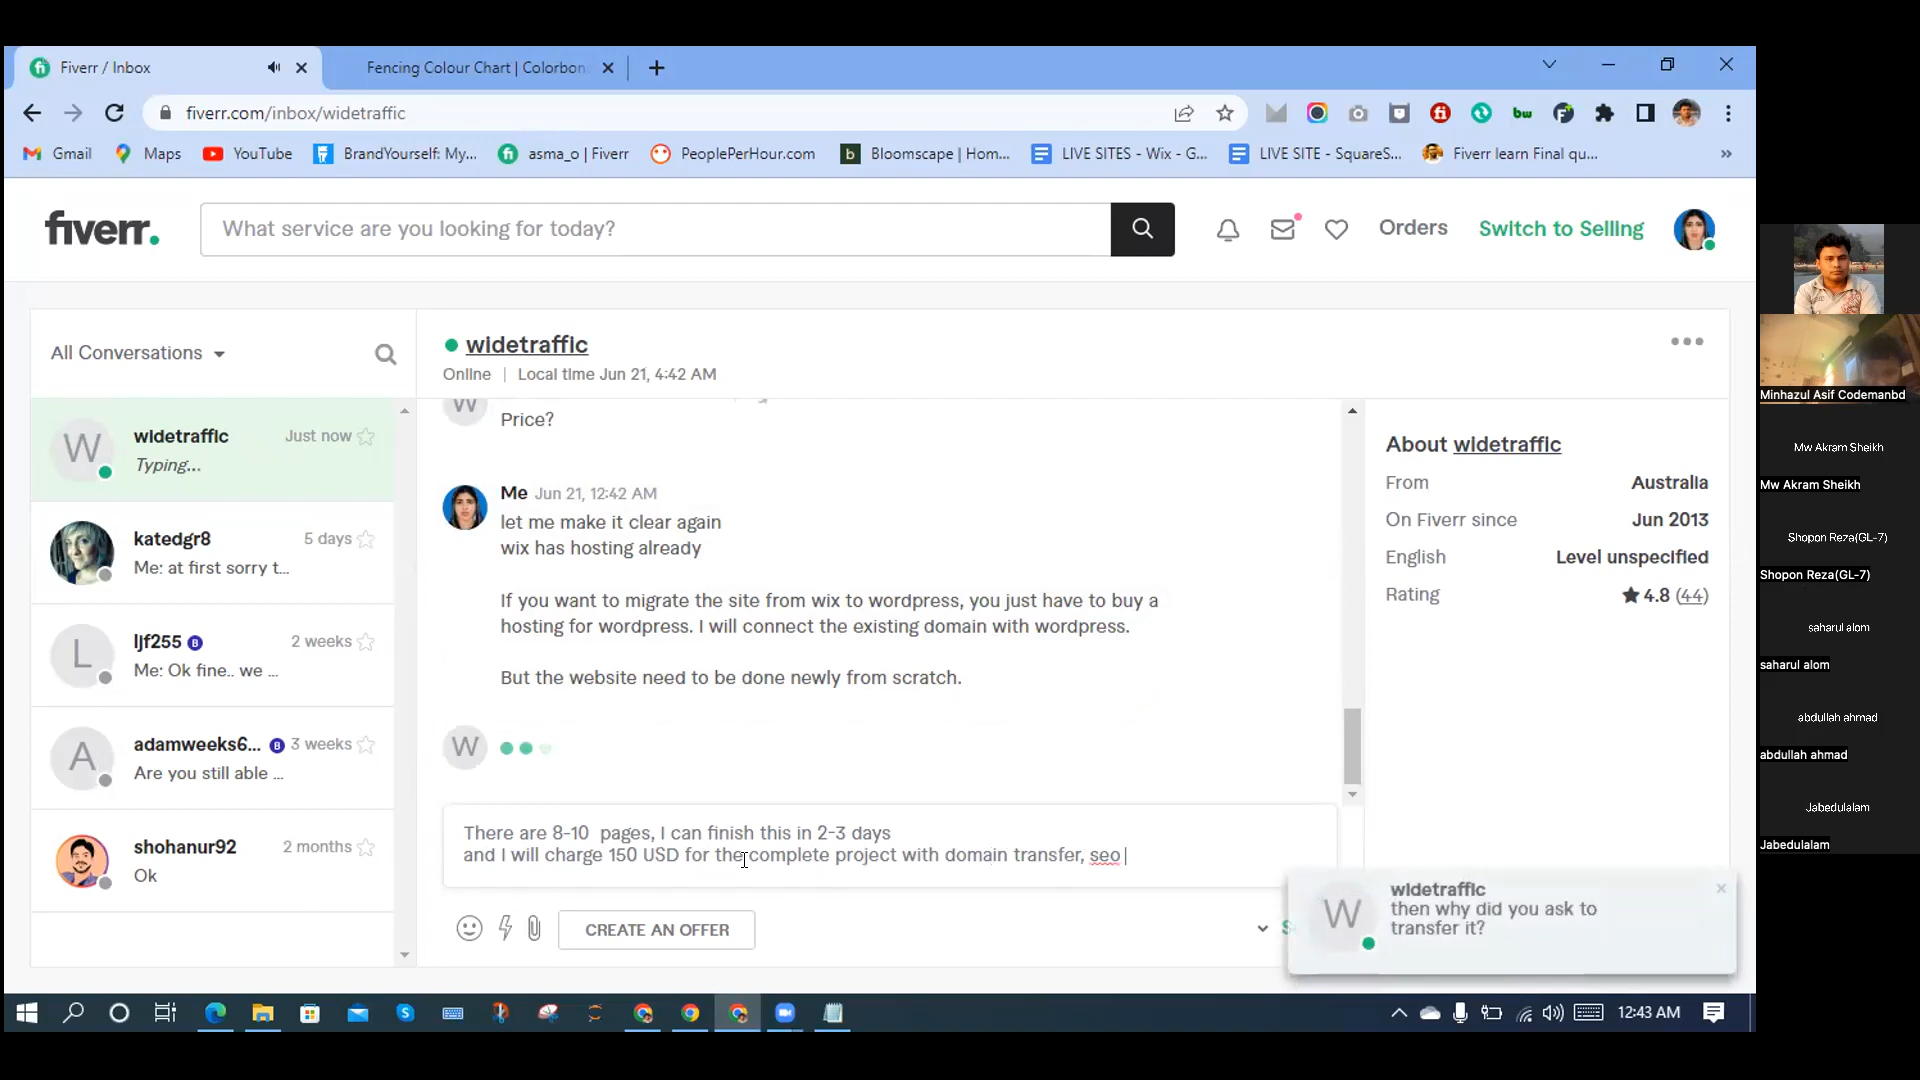 Fiverr / Inbox
Fencing Colour Chart | Colorbon
fiverr.com/inbox/widetraffic
bw
Gmail
Maps
YouTube
BrandYourself: My...
asma_o | Fiverr
PeoplePerHour.com
b
Bloomscape | Hom...
LIVE SITES - Wix - G...
LIVE SITE - SquareS...
Fiverr learn Final qu...
»
fiverr.
What service are you looking for today?
Orders
Switch to Selling
All Conversations
widetraffic
Online | Local time Jun 21, 4:42 AM
W
widetraffic
Just now
Typing...
katedgr8
5 days
Me: at first sorry t...
L
ljf255 B
2 weeks
Me: Ok fine.. we ...
A
adamweeks6... B
3 weeks
Are you still able ...
shohanur92
2 months
Ok
W
Price?
Me Jun 21, 12:42 AM
let me make it clear again
wix has hosting already
If you want to migrate the site from wix to wordpress, you just have to buy a
hosting for wordpress. I will connect the existing domain with wordpress.
But the website need to be done newly from scratch.
W
There are 8-10 pages, I can finish this in 2-3 days
and I will charge 150 USD for the complete project with domain transfer, seo
CREATE AN OFFER
About widetraffic
From Australia
On Fiverr since Jun 2013
English Level unspecified
Rating 4.8 (44)
W
widetraffic
then why did you ask to
transfer it?
12:43 AM
Minhazul Asif Codemanbd
Mw Akram Sheikh
Mw Akram Sheikh
Shopon Reza(GL-7)
Shopon Reza(GL-7)
saharul alom
saharul alom
abdullah ahmad
abdullah ahmad
Jabedulalam
Jabedulalam